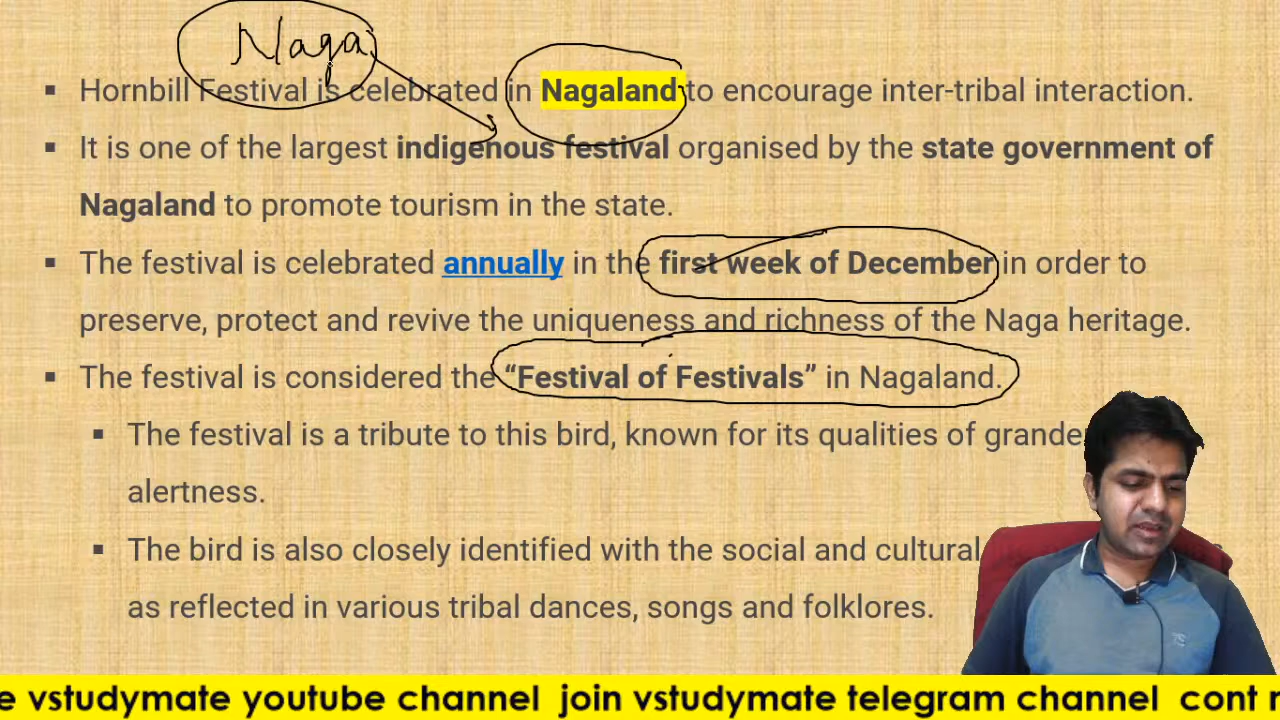 Naga
▪ Hornbill Festival is celebrated in Nagaland to encourage inter-tribal interaction.
▪ It is one of the largest indigenous festival organised by the state government of
Nagaland to promote tourism in the state.
▪ The festival is celebrated annually in the first week of December in order to
preserve, protect and revive the uniqueness and richness of the Naga heritage.
▪ The festival is considered the “Festival of Festivals” in Nagaland.
▪ The festival is a tribute to this bird, known for its qualities of
alertness.
▪ The bird is also closely identified with the social and cultural
as reflected in various tribal dances, songs and folklores.
e vstudymate youtube channel join vstudymate telegram channel cont